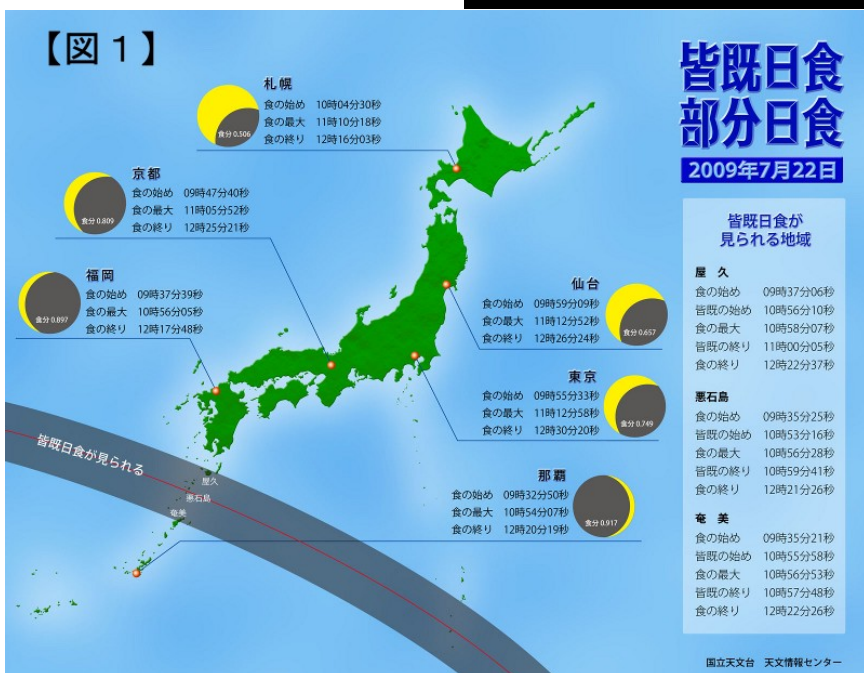 【図1】
皆既日食
部分日食
2009年7月22日
札幌
食の始め 10時04分30秒
食の最大 11時10分18秒
食の終り 12時16分03秒
食分0.506
京都
食の始め 09時47分40秒
食の最大 11時05分52秒
食の終り 12時25分21秒
食分0.809
福岡
食の始め 09時37分39秒
食の最大 10時56分05秒
食の終り 12時17分48秒
食分0.897
仙台
食の始め 09時59分09秒
食の最大 11時12分52秒
食の終り 12時26分24秒
食分0.657
東京
食の始め 09時55分33秒
食の最大 11時12分58秒
食の終り 12時30分20秒
食分0.749
那覇
食の始め 09時32分50秒
食の最大 10時54分07秒
食の終り 12時20分19秒
食分0.917
皆既日食が見られる
屋久
悪石島
奄美
皆既日食が
見られる地域
屋久
食の始め 09時37分06秒
皆既の始め 10時56分10秒
食の最大 10時58分07秒
皆既の終り 11時00分05秒
食の終り 12時22分37秒
悪石島
食の始め 09時35分25秒
皆既の始め 10時53分16秒
食の最大 10時56分28秒
皆既の終り 10時59分41秒
食の終り 12時21分26秒
奄美
食の始め 09時35分21秒
皆既の始め 10時55分58秒
食の最大 10時56分53秒
皆既の終り 10時57分48秒
食の終り 12時22分26秒
国立天文台 天文情報センター